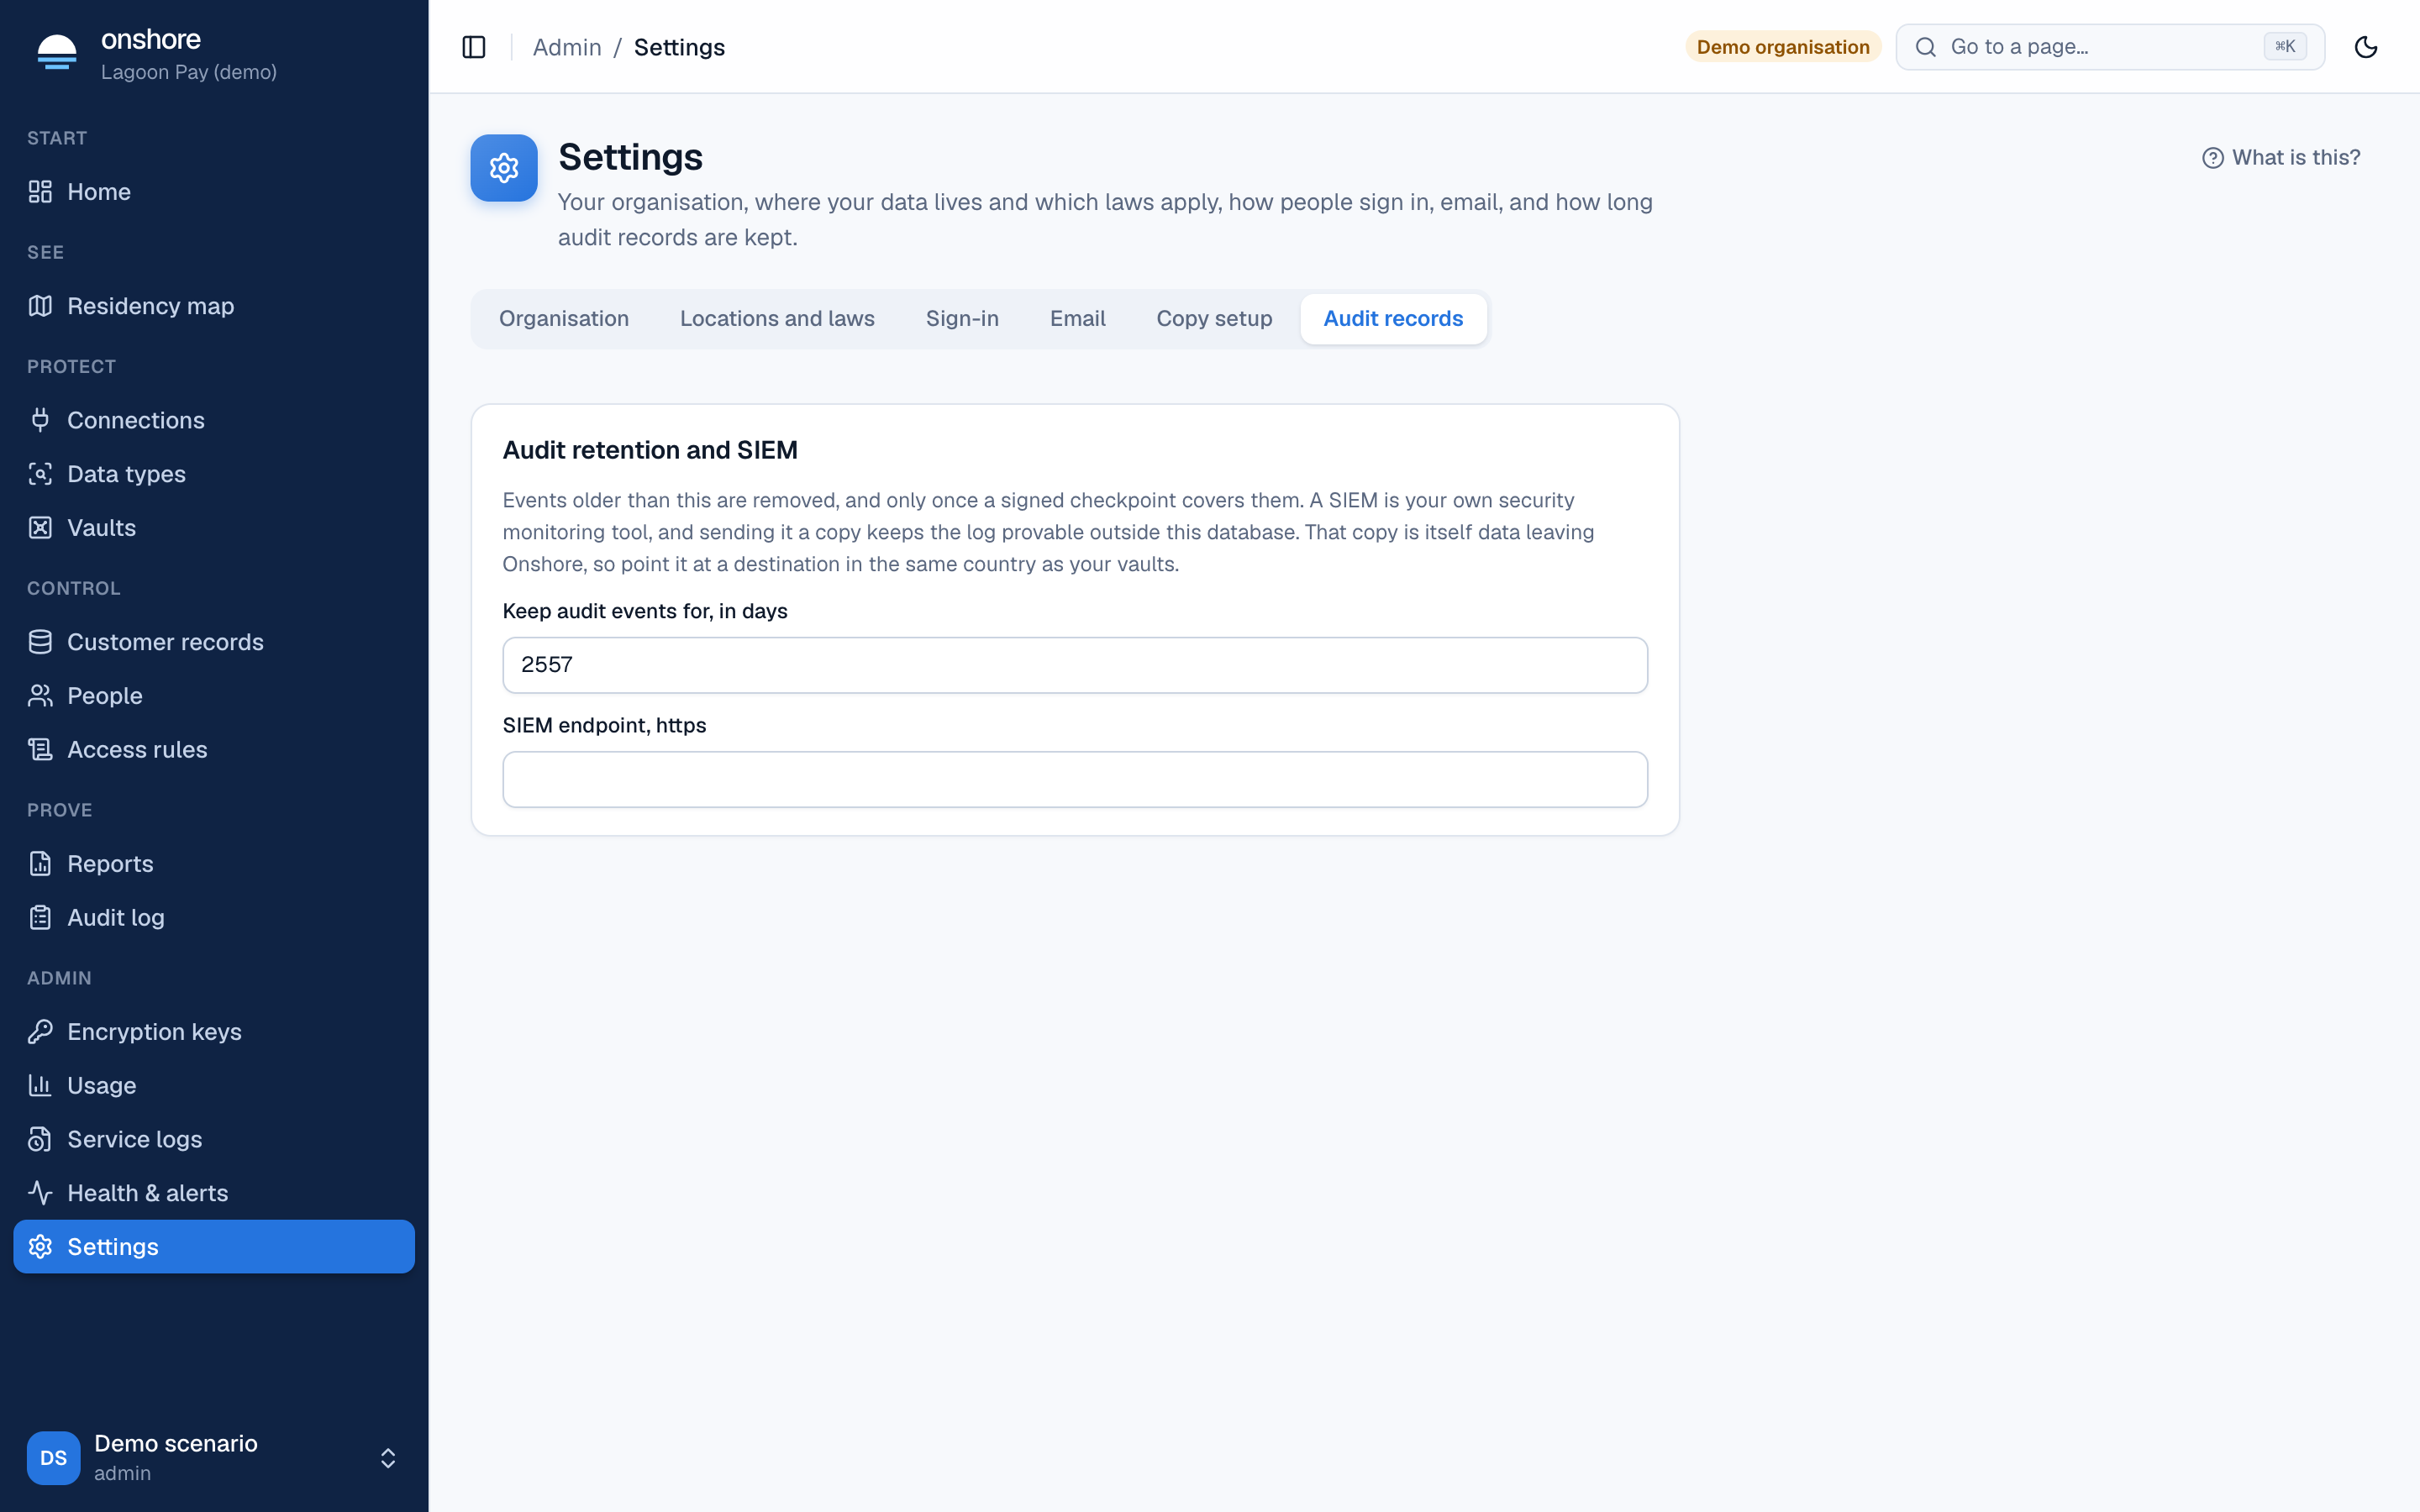 onshore
Lagoon Pay (demo)
START
Home
SEE
Residency map
PROTECT
Connections
Data types
Vaults
CONTROL
Customer records
People
Access rules
PROVE
Reports
Audit log
ADMIN
Encryption keys
Usage
Service logs
Health & alerts
Settings
DS
Demo scenario
admin
Admin / Settings
Demo organisation
Go to a page...
⌘K
Settings
Your organisation, where your data lives and which laws apply, how people sign in, email, and how long
audit records are kept.
What is this?
Organisation
Locations and laws
Sign-in
Email
Copy setup
Audit records
Audit retention and SIEM
Events older than this are removed, and only once a signed checkpoint covers them. A SIEM is your own security
monitoring tool, and sending it a copy keeps the log provable outside this database. That copy is itself data leaving
Onshore, so point it at a destination in the same country as your vaults.
Keep audit events for, in days
2557
SIEM endpoint, https